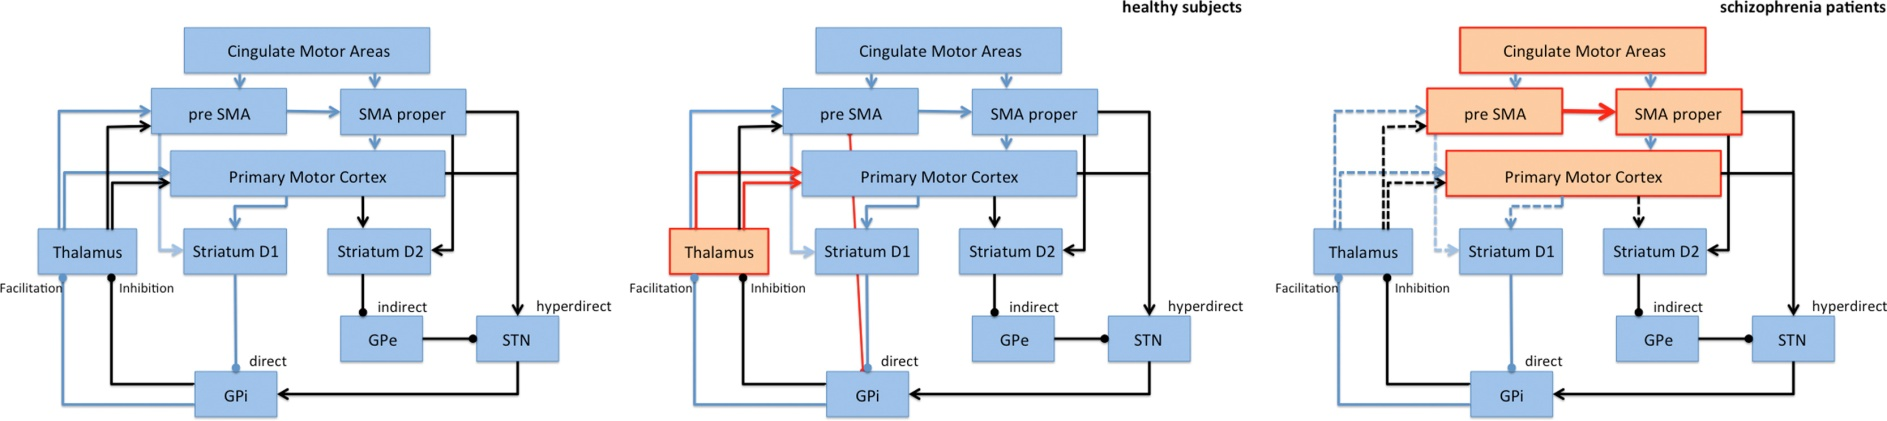 healthy subjects
schizophrenia patients
Cingulate Motor Areas
pre SMA
SMA proper
Primary Motor Cortex
Thalamus
Striatum D1
Striatum D2
Facilitation
Inhibition
indirect
hyperdirect
GPe
STN
direct
GPi
Cingulate Motor Areas
pre SMA
SMA proper
Primary Motor Cortex
Thalamus
Striatum D1
Striatum D2
Facilitation
Inhibition
indirect
hyperdirect
GPe
STN
direct
GPi
Cingulate Motor Areas
pre SMA
SMA proper
Primary Motor Cortex
Thalamus
Striatum D1
Striatum D2
Facilitation
Inhibition
indirect
hyperdirect
GPe
STN
direct
GPi